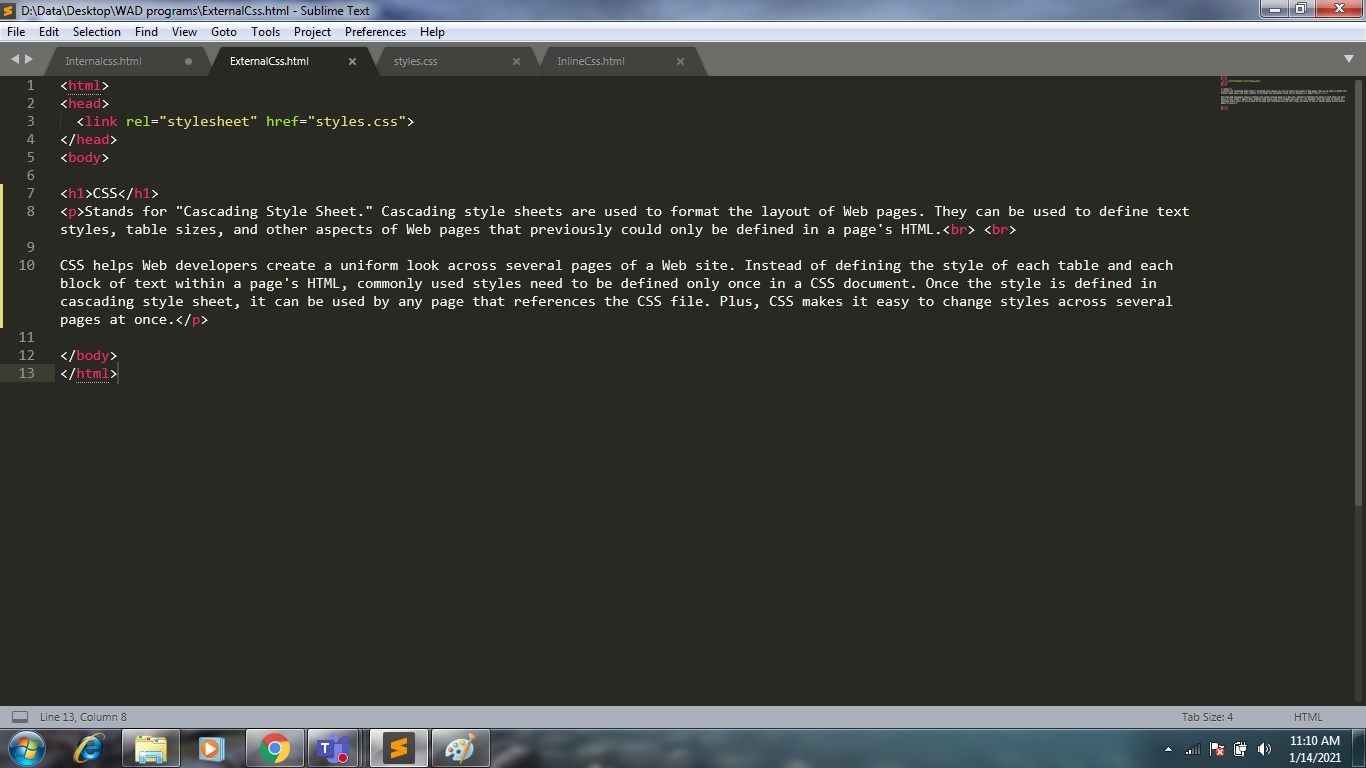 D:\Data\Desktop\WAD programs\ExternalCss.html - Sublime Text
File Edit Selection Find View Goto Tools Project Preferences Help
Internalcss.html ExternalCss.html styles.css InlineCss.html
1 <html>
2 <head>
3 <link rel="stylesheet" href="styles.css">
4 </head>
5 <body>
6
7 <h1>CSS</h1>
8 <p>Stands for "Cascading Style Sheet." Cascading style sheets are used to format the layout of Web pages. They can be used to define text
styles, table sizes, and other aspects of Web pages that previously could only be defined in a page's HTML.<br> <br>
9
10 CSS helps Web developers create a uniform look across several pages of a Web site. Instead of defining the style of each table and each
block of text within a page's HTML, commonly used styles need to be defined only once in a CSS document. Once the style is defined in
cascading style sheet, it can be used by any page that references the CSS file. Plus, CSS makes it easy to change styles across several
pages at once.</p>
11
12 </body>
13 </html>
Line 13, Column 8 Tab Size: 4 HTML
11:10 AM
1/14/2021